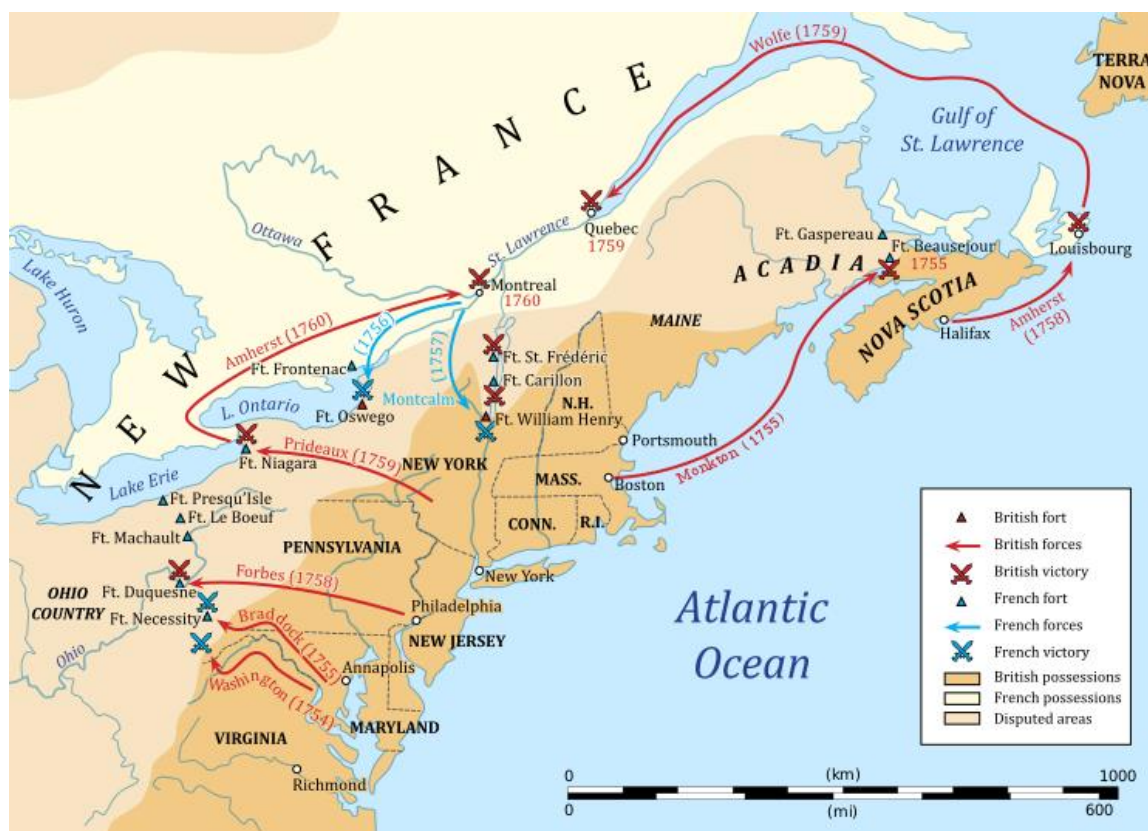 Wolfe (1759)
TERRA
NOVA
NEW FRANCE
Gulf of
St. Lawrence
Ottawa
St. Lawrence
Quebec
1759
Ft. Gaspereau
Ft. Beausejour
1755
Louisbourg
ACADIA
Lake Huron
Montreal
1760
NOVA SCOTIA
Halifax
Amherst
(1758)
MAINE
Amherst (1760)
(1756)
(1757)
Montcalm
Ft. St. Frédéric
Ft. Frontenac
Ft. Carillon
L. Ontario
Ft. Oswego
N.H.
Ft. William Henry
Portsmouth
Monkton (1755)
Ft. Niagara
Prideaux (1759)
NEW YORK
Lake Erie
MASS.
Boston
Ft. Presqu'Isle
Ft. Le Boeuf
Ft. Machault
CONN.
R.I.
PENNSYLVANIA
New York
OHIO
COUNTRY
Ft. Duquesne
Forbes (1758)
Ft. Necessity
Philadelphia
NEW JERSEY
Ohio
Braddock (1755)
Annapolis
Washington (1754)
MARYLAND
VIRGINIA
Richmond
Atlantic
Ocean
British fort
British forces
British victory
French fort
French forces
French victory
British possessions
French possessions
Disputed areas
0 (km) 1000
0 (mi) 600